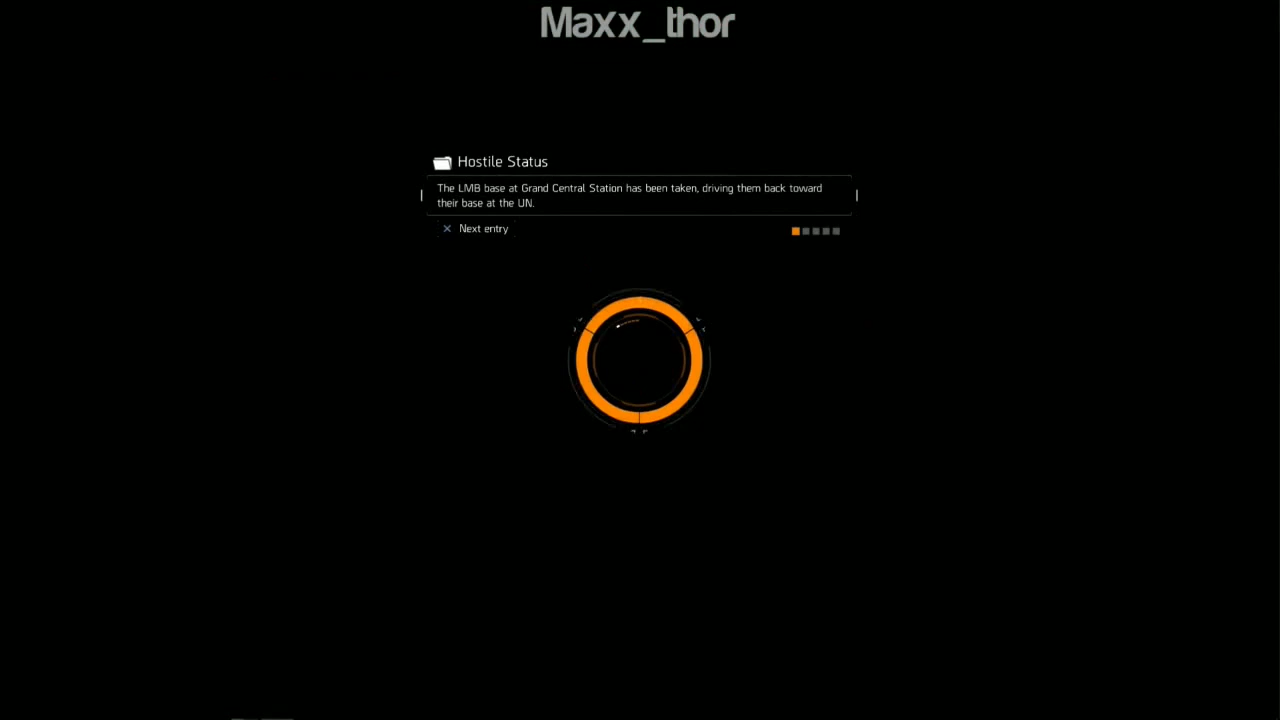 Maxx_thor
Hostile Status
The LMB base at Grand Central Station has been taken, driving them back toward
their base at the UN.
Next entry